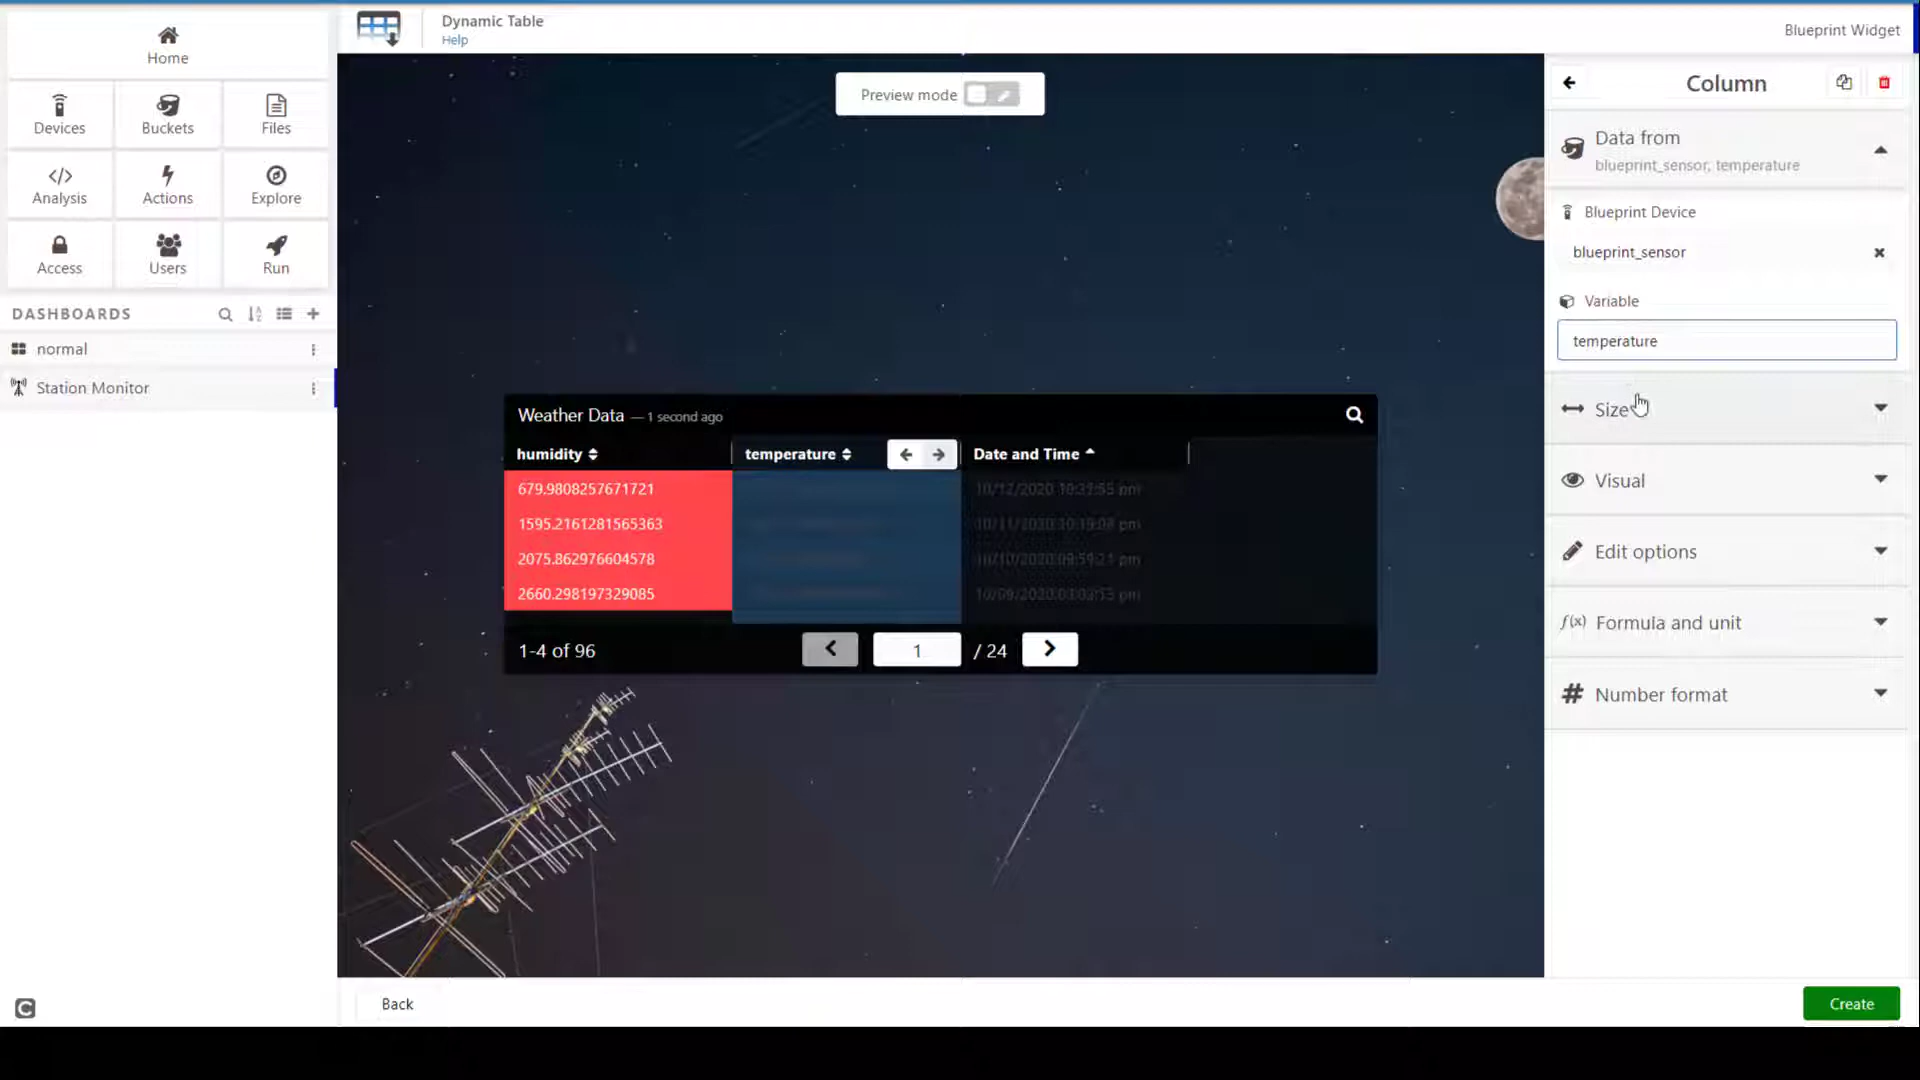 Dynamic Table
Help
Blueprint Widget
Home
Devices
Buckets
Files
Analysis
Actions
Explore
Access
Users
Run
DASHBOARDS
normal
Station Monitor
Preview mode
Weather Data — 1 second ago
humidity temperature Date and Time
679.9808257671721
1595.2161281565363
2075.862976604578
2660.298197329085
1-4 of 96
1 / 24
Column
Data from
blueprint_sensor, temperature
Blueprint Device
blueprint_sensor
Variable
temperature
Size
Visual
Edit options
f(x) Formula and unit
# Number format
Back
Create